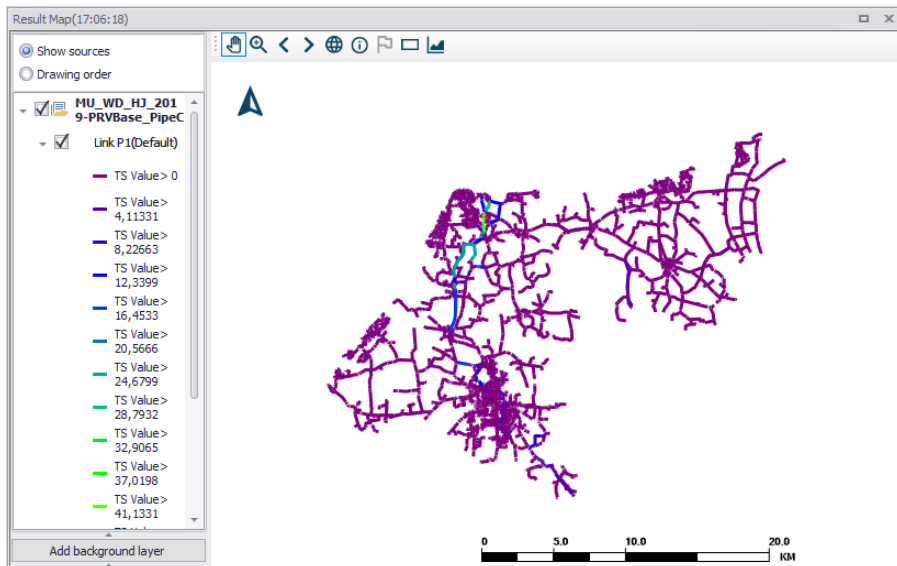 Result Map(17:06:18)
Show sources
Drawing order
MU_WD_HJ_201
9-PRVBase_PipeC
Link P1(Default)
TS Value> 0
TS Value>
4,11331
TS Value>
8,22663
TS Value>
12,3399
TS Value>
16,4533
TS Value>
20,5666
TS Value>
24,6799
TS Value>
28,7932
TS Value>
32,9065
TS Value>
37,0198
TS Value>
41,1331
Add background layer
0 5.0 10.0 20.0
KM